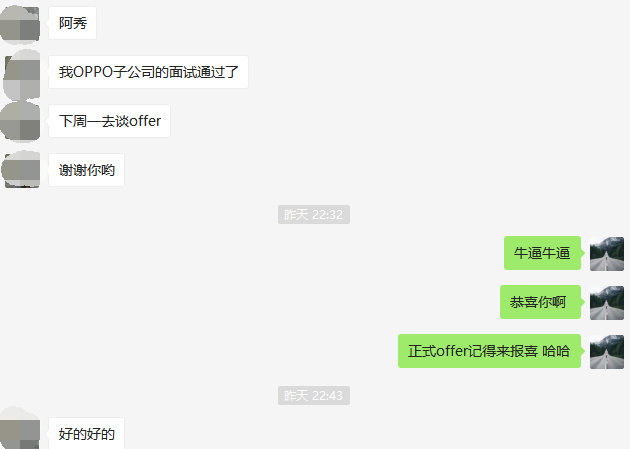 阿秀
我OPPO子公司的面试通过了
下周一去谈offer
谢谢你哟
昨天 22:32
牛逼牛逼
恭喜你啊
正式offer记得来报喜 哈哈
昨天 22:43
好的好的